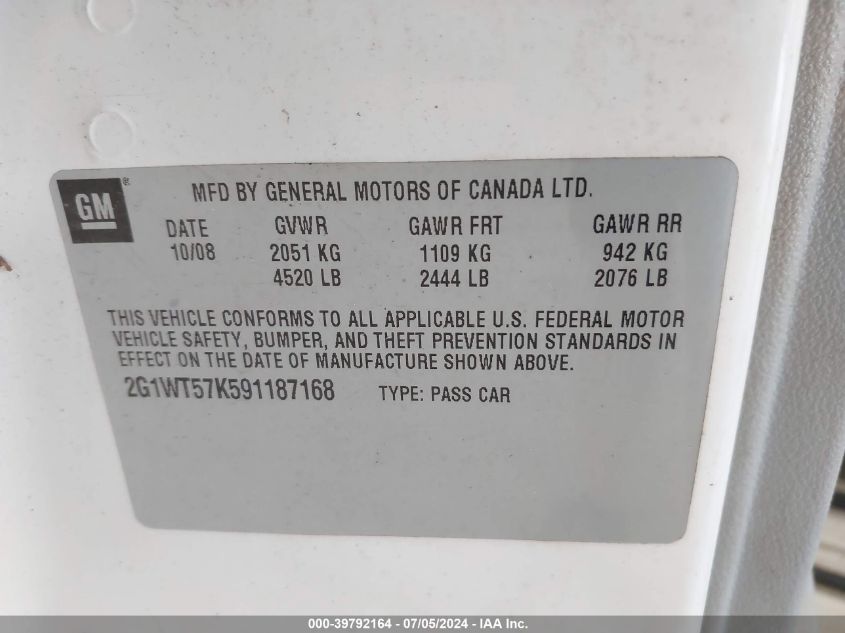 GM®
MFD BY GENERAL MOTORS OF CANADA LTD.
DATE GVWR GAWR FRT GAWR RR
10/08 2051 KG 1109 KG 942 KG
4520 LB 2444 LB 2076 LB
THIS VEHICLE CONFORMS TO ALL APPLICABLE U.S. FEDERAL MOTOR
VEHICLE SAFETY, BUMPER, AND THEFT PREVENTION STANDARDS IN
EFFECT ON THE DATE OF MANUFACTURE SHOWN ABOVE.
2G1WT57K591187168 TYPE: PASS CAR
000-39792164 - 07/05/2024 - IAA Inc.